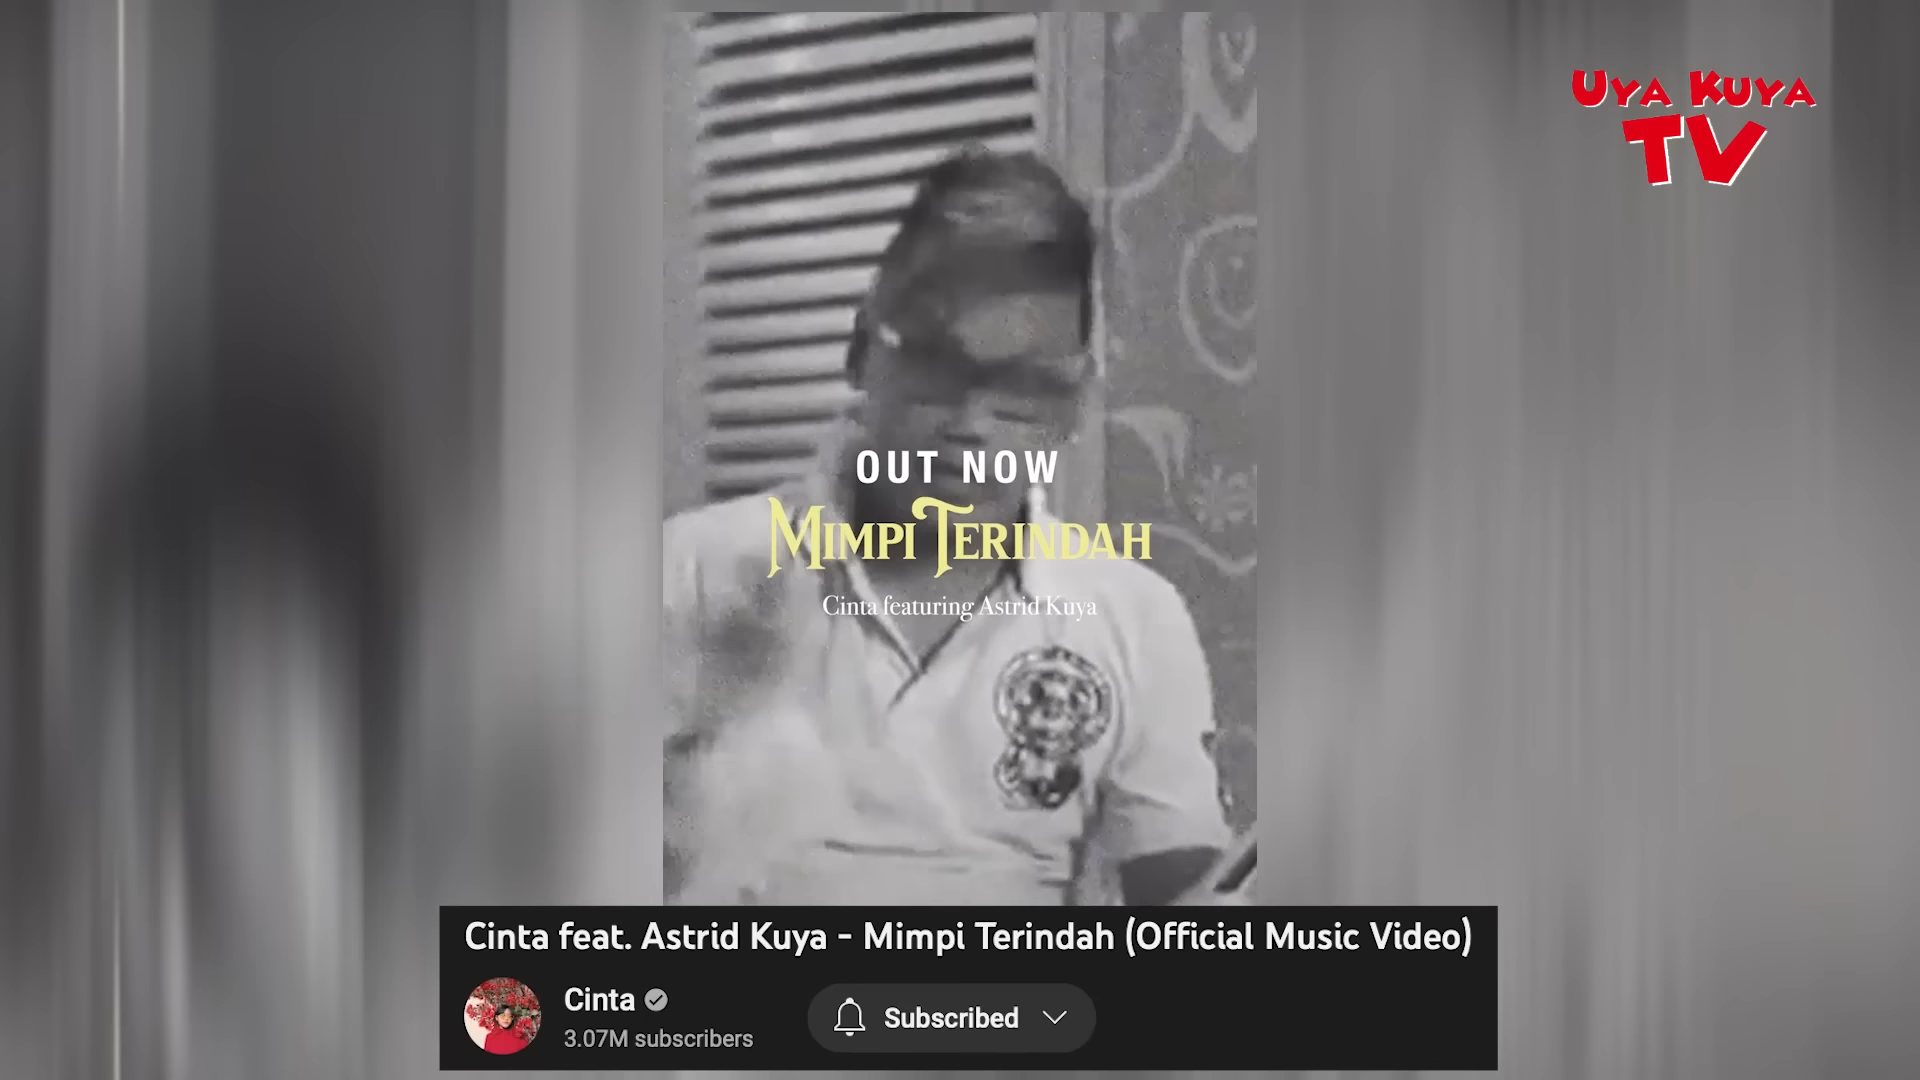 UYA KUYA
TV
OUT NOW
MIMPI TERINDAH
Cinta featuring Astrid Kuya
Cinta feat. Astrid Kuya - Mimpi Terindah (Official Music Video)
Cinta
3.07M subscribers
Subscribed